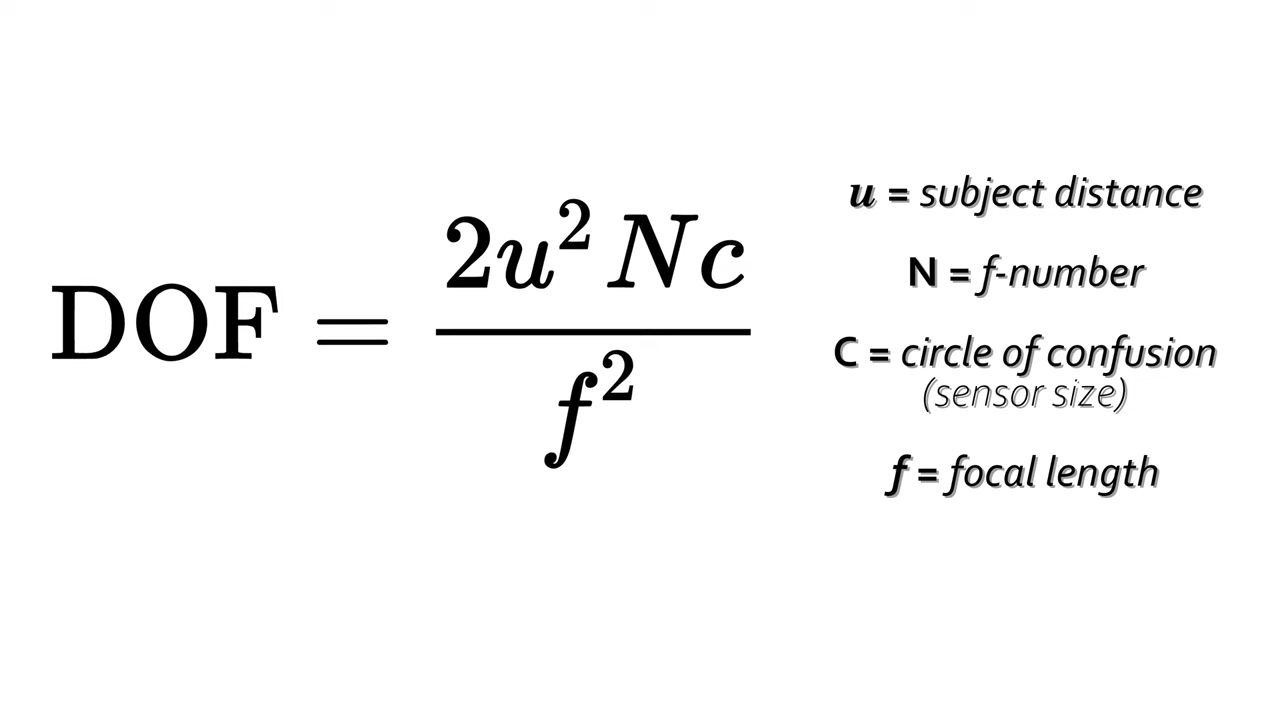 DOF = 2u² Nc / f²
u = subject distance
N = f-number
C = circle of confusion
(sensor size)
f = focal length